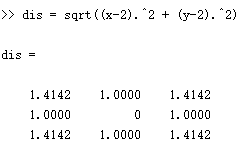 >> dis = sqrt((x-2).^2 + (y-2).^2)
dis =
1.4142 1.0000 1.4142
1.0000 0 1.0000
1.4142 1.0000 1.4142